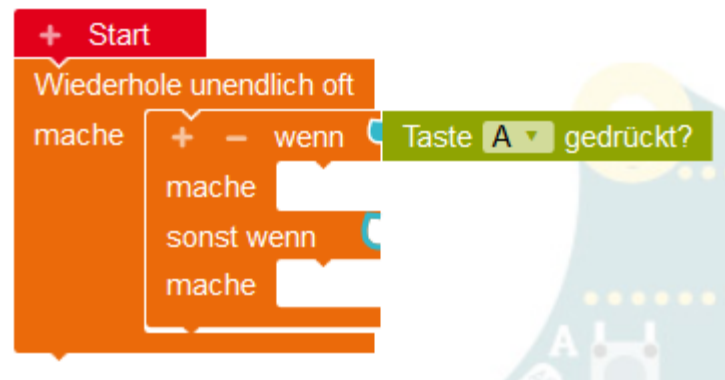 + Start
Wiederhole unendlich oft
mache + – wenn Taste A gedrückt?
mache
sonst wenn
mache
A